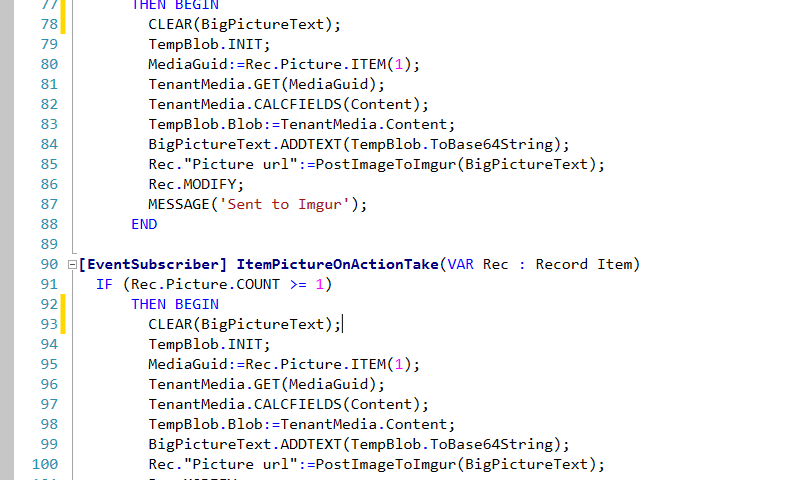 77 THEN BEGIN
78 CLEAR(BigPictureText);
79 TempBlob.INIT;
80 MediaGuid:=Rec.Picture.ITEM(1);
81 TenantMedia.GET(MediaGuid);
82 TenantMedia.CALCFIELDS(Content);
83 TempBlob.Blob:=TenantMedia.Content;
84 BigPictureText.ADDTEXT(TempBlob.ToBase64String);
85 Rec."Picture url":=PostImageToImgur(BigPictureText);
86 Rec.MODIFY;
87 MESSAGE('Sent to Imgur');
88 END
89
90 [EventSubscriber] ItemPictureOnActionTake(VAR Rec : Record Item)
91 IF (Rec.Picture.COUNT >= 1)
92 THEN BEGIN
93 CLEAR(BigPictureText);
94 TempBlob.INIT;
95 MediaGuid:=Rec.Picture.ITEM(1);
96 TenantMedia.GET(MediaGuid);
97 TenantMedia.CALCFIELDS(Content);
98 TempBlob.Blob:=TenantMedia.Content;
99 BigPictureText.ADDTEXT(TempBlob.ToBase64String);
100 Rec."Picture url":=PostImageToImgur(BigPictureText);